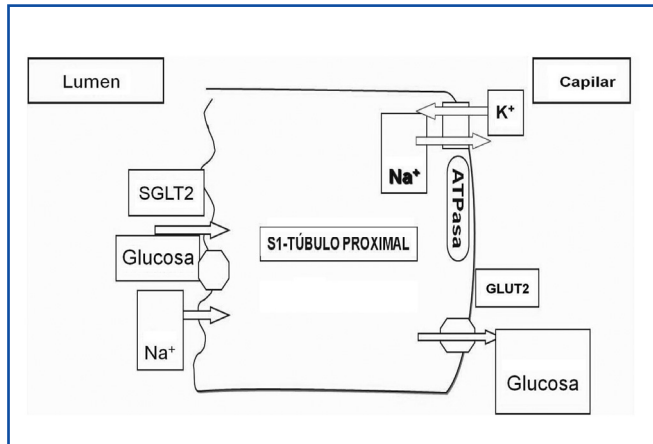 Lumen
Capilar
K⁺
Na⁺
ATPasa
SGLT2
S1-TÚBULO PROXIMAL
Glucosa
GLUT2
Na⁺
Glucosa